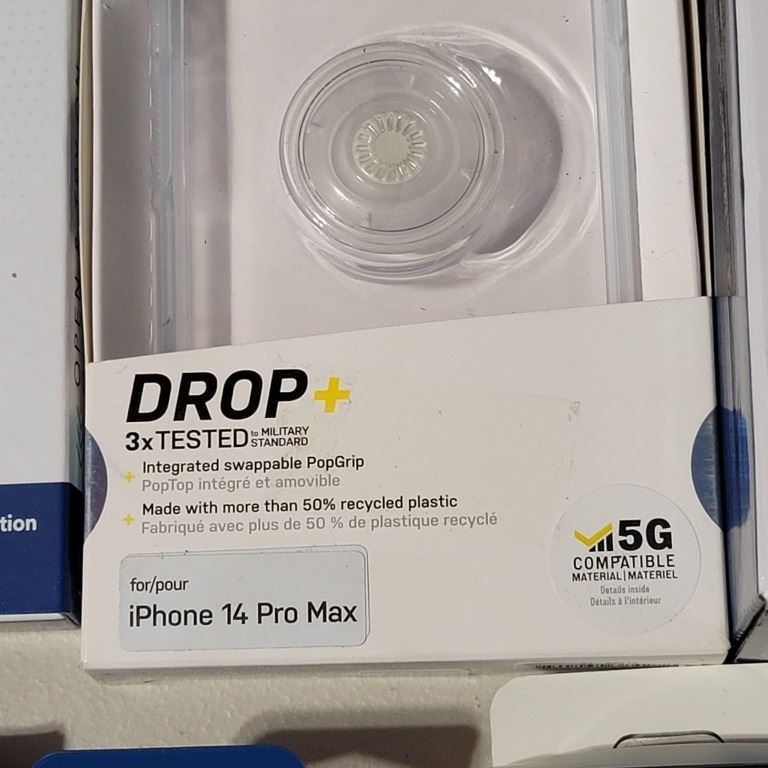 OPEN
DROP+
3xTESTED to MILITARY STANDARD
+ Integrated swappable PopGrip
PopTop intégré et amovible
+ Made with more than 50% recycled plastic
Fabriqué avec plus de 50 % de plastique recyclé
for/pour
iPhone 14 Pro Max
5G
COMPATIBLE
MATERIAL | MATERIEL
Details inside
Détails à l'intérieur
tion